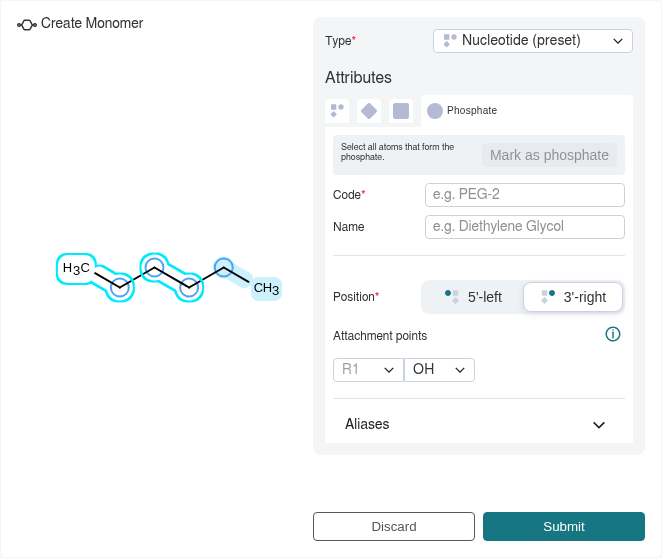 Create Monomer
Type*
Nucleotide (preset)
Attributes
Phosphate
Select all atoms that form the
phosphate.
Mark as phosphate
Code*
e.g. PEG-2
Name
e.g. Diethylene Glycol
H3C
CH3
Position*
5'-left
3'-right
Attachment points
R1
OH
Aliases
Discard
Submit